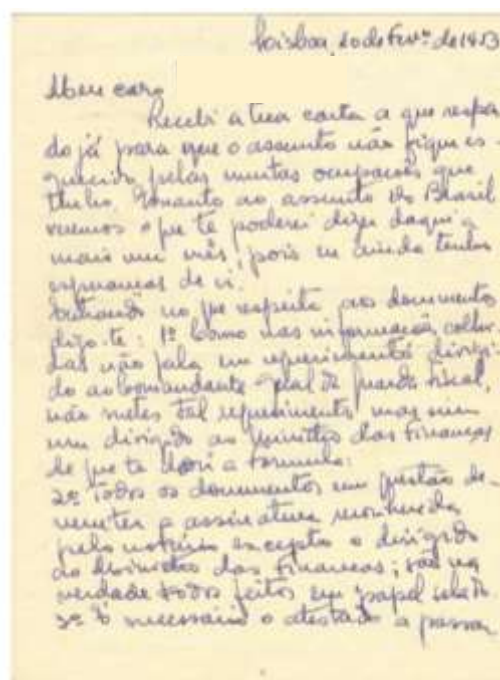 Lisboa, 20 de Fevº de 1953
Meu caro
Recebi a tua carta a que respon
do já para que o assunto não fique es-
quecido pelas muitas ocupações que
tenho. Quanto ao assunto do Brasil
veremos o que te poderei dizer daqui a
mais um mês, pois eu ainda tenho
esperanças de ir.
Entrando no que respeita aos documentos
digo-te: 1º Como nas informações colhi-
das não fala em requerimento dirigi-
do ao Comandante Geral da Guarda Fiscal,
não metes tal requerimento, mas sim
um dirigido ao Ministro das Finanças
de que te darei a formula:
2º Todos os documentos em questão de-
vem ter a assinatura reconhecida
pelo notário excepto o dirigido
ao Ministro das Finanças; são na
verdade todos feitos em papel selado
3º É necessário o atestado a passar